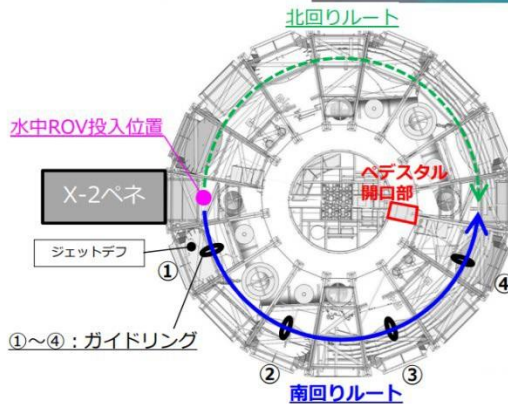 北回りルート
水中ROV投入位置
X-2ペネ
ペデスタル
開口部
ジェットデフ
①
④
①～④：ガイドリング
②
③
南回りルート